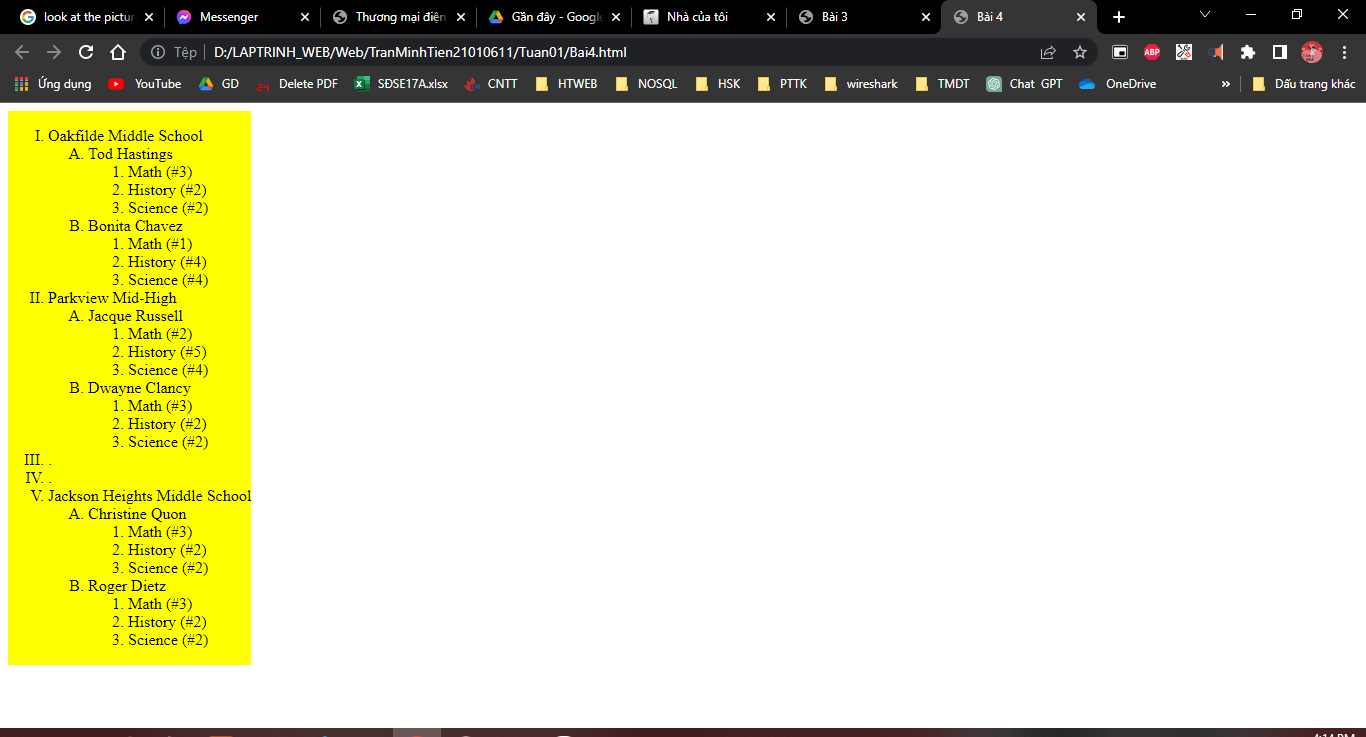 look at the pictur
Messenger
Thương mại điện
Gần đây - Google
Nhà của tôi
Bài 3
Bài 4
Tệp D:/LAPTRINH_WEB/Web/TranMinhTien21010611/Tuan01/Bai4.html
ABP
Ứng dụng YouTube GD Delete PDF SĐSE17A.xlsx CNTT HTWEB NOSQL HSK PTTK wireshark TMDT Chat GPT OneDrive » Dấu trang khác
I. Oakfilde Middle School
A. Tod Hastings
1. Math (#3)
2. History (#2)
3. Science (#2)
B. Bonita Chavez
1. Math (#1)
2. History (#4)
3. Science (#4)
II. Parkview Mid-High
A. Jacque Russell
1. Math (#2)
2. History (#5)
3. Science (#4)
B. Dwayne Clancy
1. Math (#3)
2. History (#2)
3. Science (#2)
III. .
IV. .
V. Jackson Heights Middle School
A. Christine Quon
1. Math (#3)
2. History (#2)
3. Science (#2)
B. Roger Dietz
1. Math (#3)
2. History (#2)
3. Science (#2)